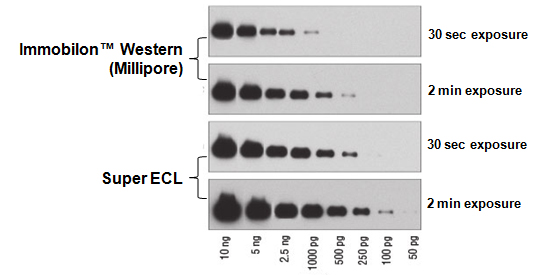 Immobilon™ Western
(Millipore)
30 sec exposure
2 min exposure
Super ECL
30 sec exposure
2 min exposure
10 ng
5 ng
2.5 ng
1000 pg
500 pg
250 pg
100 pg
50 pg